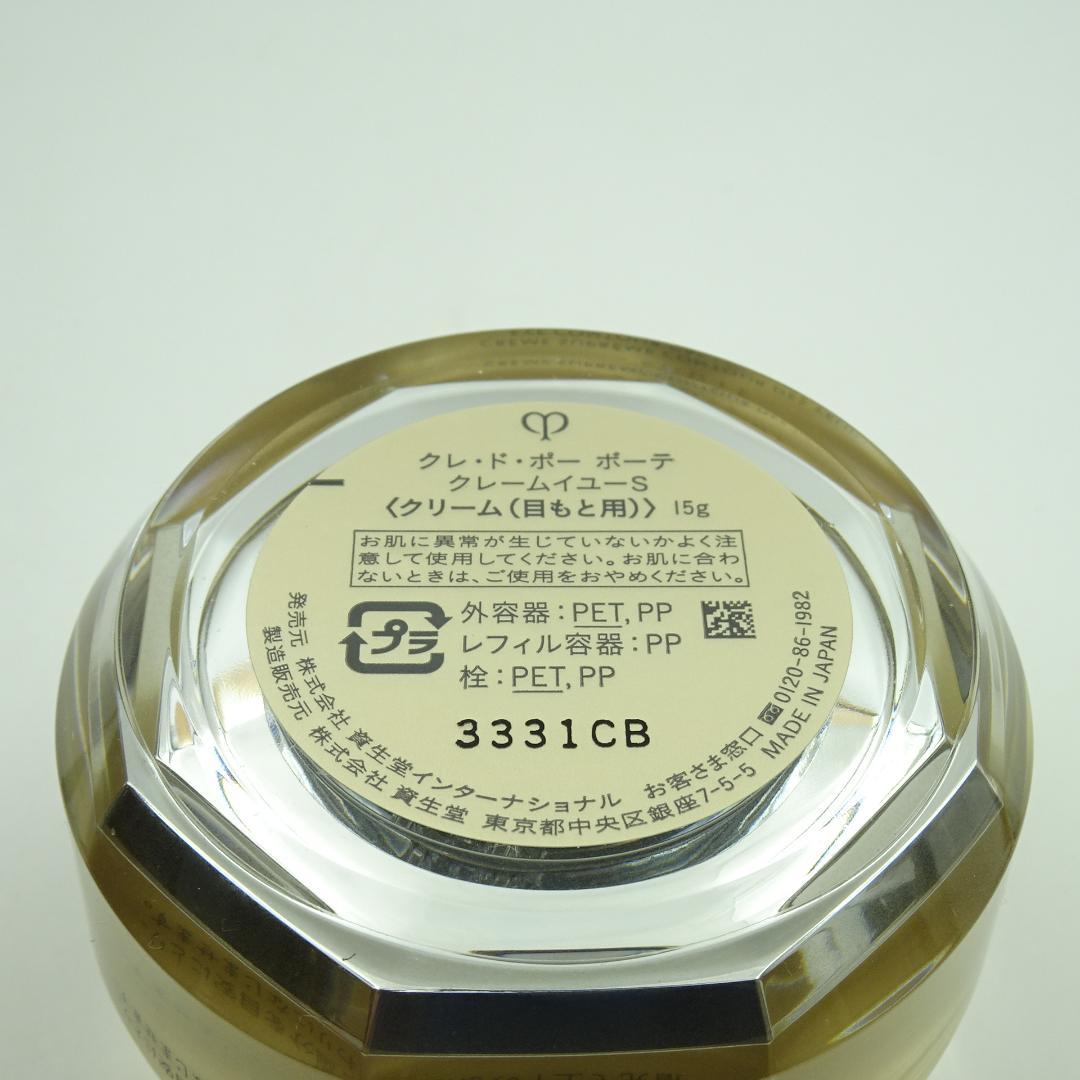 クレ・ド・ポー ボーテ
クレームイユーS
〈クリーム(目もと用)〉 15g
お肌に異常が生じていないかよく注
意して使用してください。お肌に合わ
ないときは、ご使用をおやめください。
プラ
外容器:PET, PP
レフィル容器:PP
栓:PET, PP
3331CB
発売元 株式会社 資生堂インターナショナル お客さま窓口 0120-86-1982
製造販売元 株式会社 資生堂 東京都中央区銀座7-5-5 MADE IN JAPAN